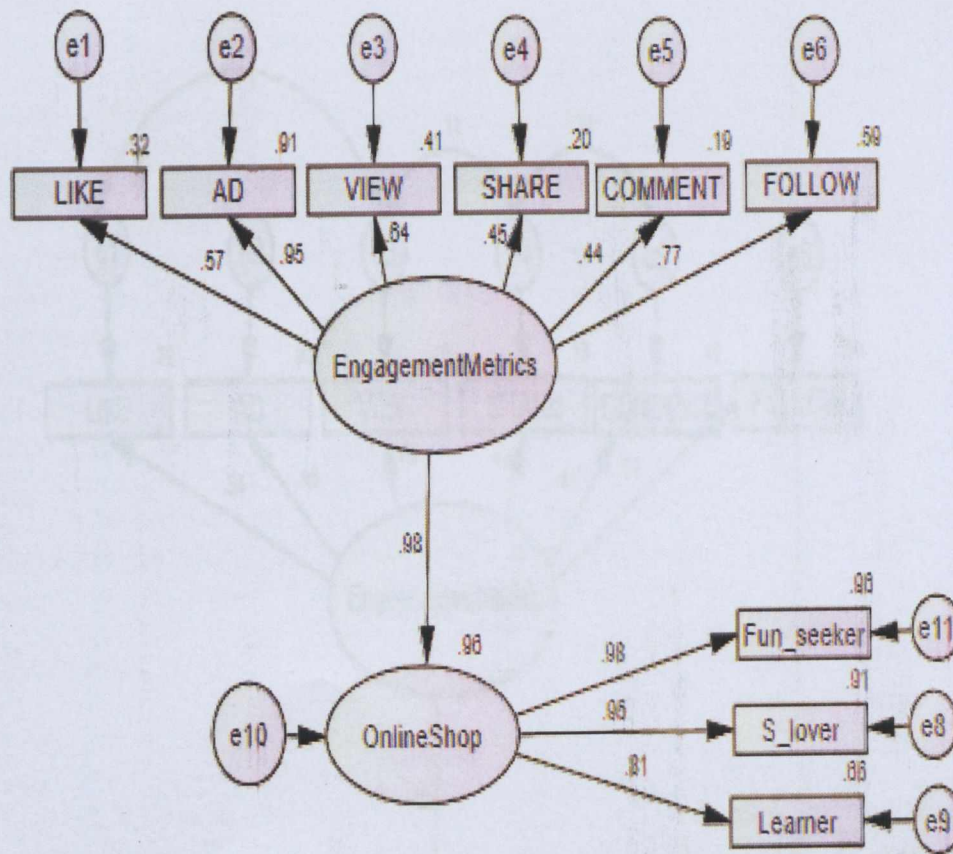 e1 e2 e3 e4 e5 e6
.32 .91 .41 .20 .19 .59
LIKE AD VIEW SHARE COMMENT FOLLOW
.57 .95 .64 .45 .44 .77
EngagementMetrics
.98
.96 .96
Fun_seeker e11
.98
.91
e10 OnlineShop .95 S_lover e8
.81 .66
Learner e9